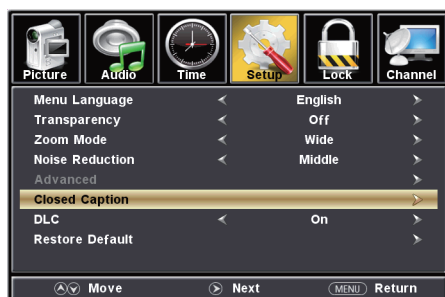 Picture Audio Time Setup Lock Channel
Menu Language English
Transparency Off
Zoom Mode Wide
Noise Reduction Middle
Advanced
Closed Caption
DLC On
Restore Default
Move Next MENU Return